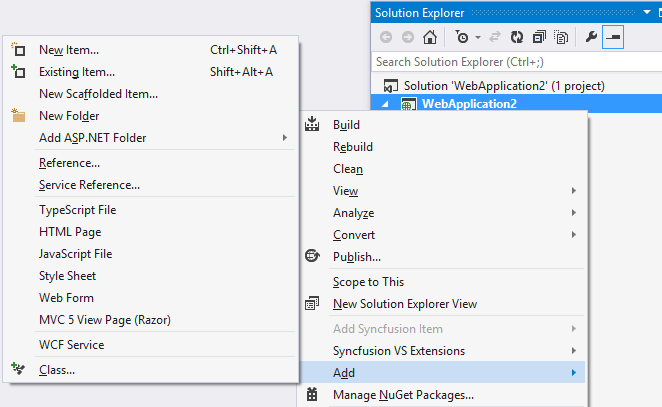 Solution Explorer
Search Solution Explorer (Ctrl+;)
Solution 'WebApplication2' (1 project)
WebApplication2
New Item... Ctrl+Shift+A
Existing Item... Shift+Alt+A
New Scaffolded Item...
New Folder
Add ASP.NET Folder
Reference...
Service Reference...
TypeScript File
HTML Page
JavaScript File
Style Sheet
Web Form
MVC 5 View Page (Razor)
WCF Service
Class...
Build
Rebuild
Clean
View
Analyze
Convert
Publish...
Scope to This
New Solution Explorer View
Add Syncfusion Item
Syncfusion VS Extensions
Add
Manage NuGet Packages...